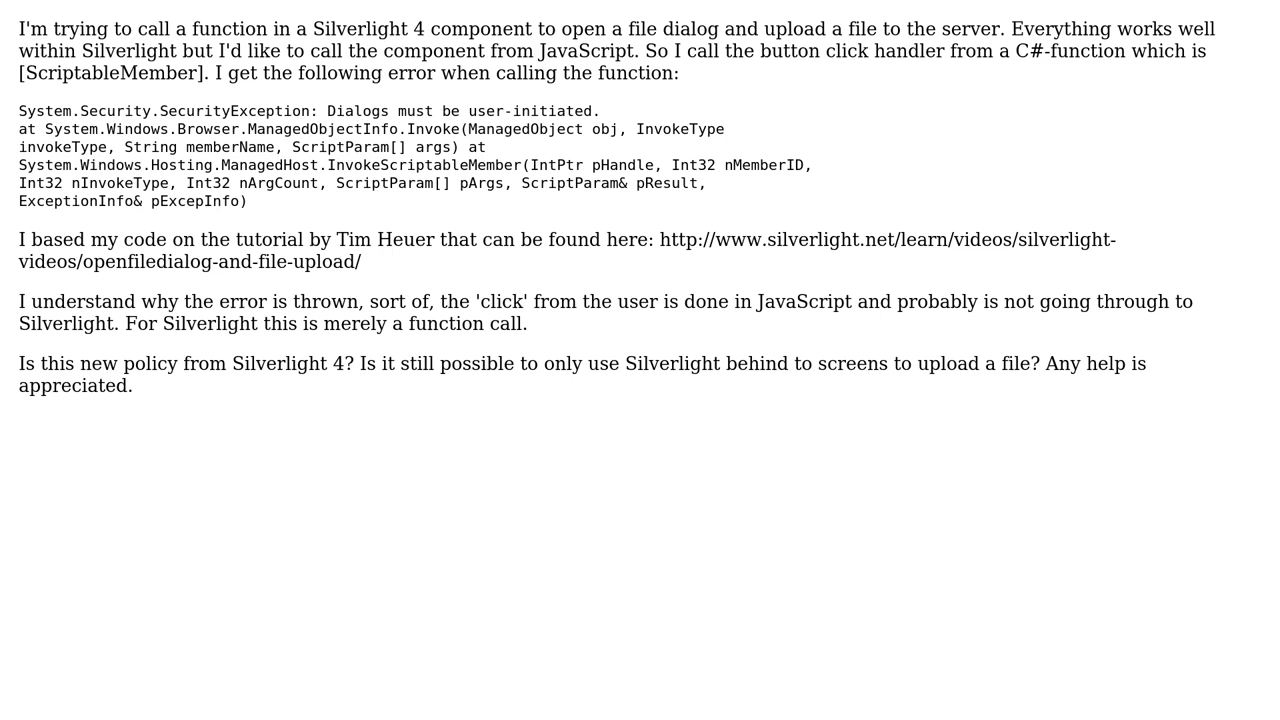 I'm trying to call a function in a Silverlight 4 component to open a file dialog and upload a file to the server. Everything works well
within Silverlight but I'd like to call the component from JavaScript. So I call the button click handler from a C#-function which is
[ScriptableMember]. I get the following error when calling the function:
System.Security.SecurityException: Dialogs must be user-initiated.
at System.Windows.Browser.ManagedObjectInfo.Invoke(ManagedObject obj, InvokeType
invokeType, String memberName, ScriptParam[] args) at
System.Windows.Hosting.ManagedHost.InvokeScriptableMember(IntPtr pHandle, Int32 nMemberID,
Int32 nInvokeType, Int32 nArgCount, ScriptParam[] pArgs, ScriptParam& pResult,
ExceptionInfo& pExcepInfo)
I based my code on the tutorial by Tim Heuer that can be found here: http://www.silverlight.net/learn/videos/silverlight-
videos/openfiledialog-and-file-upload/
I understand why the error is thrown, sort of, the 'click' from the user is done in JavaScript and probably is not going through to
Silverlight. For Silverlight this is merely a function call.
Is this new policy from Silverlight 4? Is it still possible to only use Silverlight behind to screens to upload a file? Any help is
appreciated.